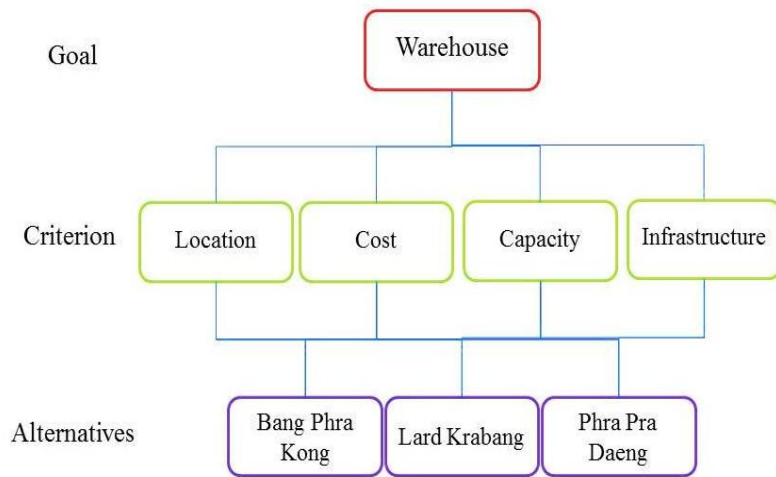 Goal
Warehouse
Criterion
Location
Cost
Capacity
Infrastructure
Alternatives
Bang Phra
Kong
Lard Krabang
Phra Pra
Daeng